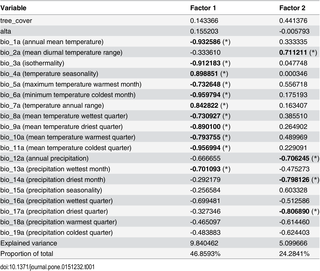 Variable Factor 1 Factor 2
tree_cover 0.143366 0.441376
alta 0.155203 -0.005793
bio_1a (annual mean temperature) -0.932586 (*) 0.333335
bio_2a (mean diurnal temperature range) -0.333610 0.711211 (*)
bio_3a (isothermality) -0.912183 (*) 0.047748
bio_4a (temperature seasonality) 0.898851 (*) 0.000346
bio_5a (maximum temperature warmest month) -0.732648 (*) 0.556718
bio_6a (minimum temperature coldest month) -0.959794 (*) 0.175193
bio_7a (temperature annual range) 0.842822 (*) 0.163407
bio_8a (mean temperature wettest quarter) -0.730927 (*) 0.385510
bio_9a (mean temperature driest quarter) -0.890100 (*) 0.264902
bio_10a (mean temperature warmest quarter) -0.793755 (*) 0.489969
bio_11a (mean temperature coldest quarter) -0.956994 (*) 0.229091
bio_12a (annual precipitation) -0.666655 -0.706245 (*)
bio_13a (precipitation wettest month) -0.701093 (*) -0.475273
bio_14a (precipitation driest month) -0.292179 -0.798126 (*)
bio_15a (precipitation seasonality) -0.256584 0.603328
bio_16a (precipitation wettest quarter) -0.699481 -0.512586
bio_17a (precipitation driest quarter) -0.327346 -0.806890 (*)
bio_18a (precipitation warmest quarter) -0.465097 -0.614460
bio_19a (precipitation coldest quarter) -0.483883 -0.624403
Explained variance 9.840462 5.099666
% of total 46.8593% 24.2841%
doi:10.1371/journal.pone.0151232.t001